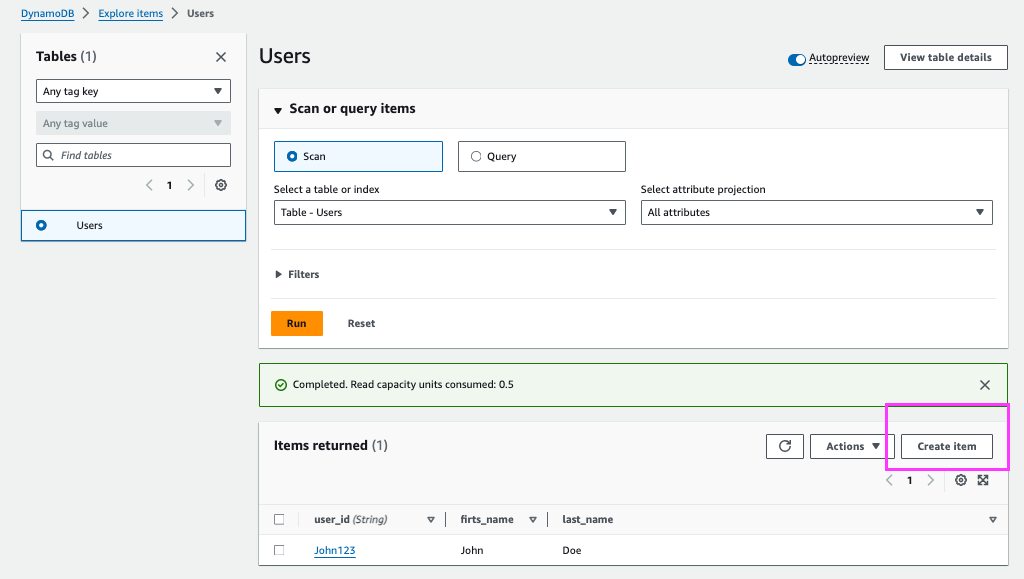 DynamoDB > Explore items > Users
Tables (1)
Any tag key
Any tag value
Find tables
1
Users
Users
Autopreview
View table details
Scan or query items
Scan
Query
Select a table or index
Select attribute projection
Table - Users
All attributes
Filters
Run
Reset
Completed. Read capacity units consumed: 0.5
Items returned (1)
Actions
Create item
1
user_id (String)
firts_name
last_name
John123
John
Doe